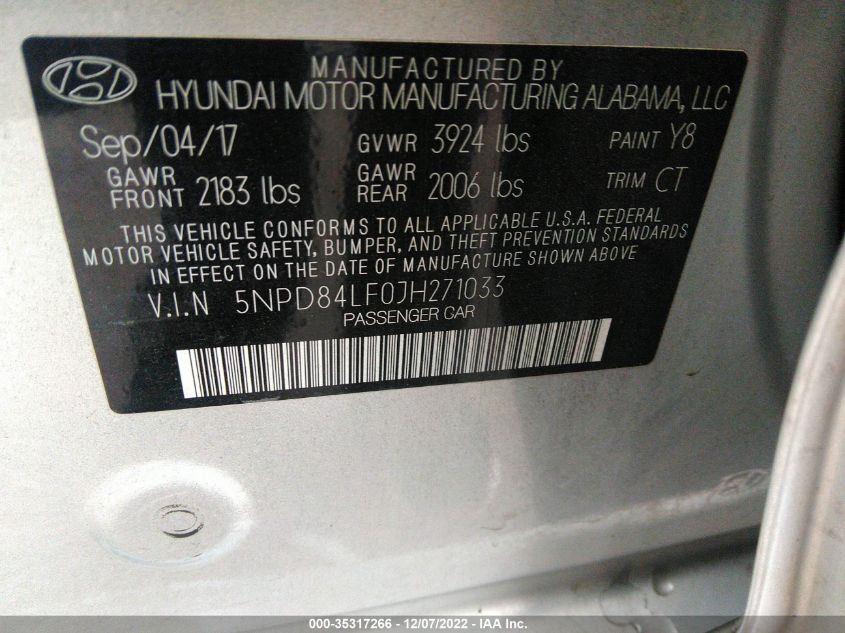 MANUFACTURED BY
HYUNDAI MOTOR MANUFACTURING ALABAMA, LLC
Sep/04/17 GVWR 3924 lbs PAINT Y8
GAWR FRONT 2183 lbs GAWR REAR 2006 lbs TRIM CT
THIS VEHICLE CONFORMS TO ALL APPLICABLE U.S.A. FEDERAL
MOTOR VEHICLE SAFETY, BUMPER, AND THEFT PREVENTION STANDARDS
IN EFFECT ON THE DATE OF MANUFACTURE SHOWN ABOVE.
V.I.N 5NPD84LF0JH271033
PASSENGER CAR
000-35317266 - 12/07/2022 - IAA Inc.